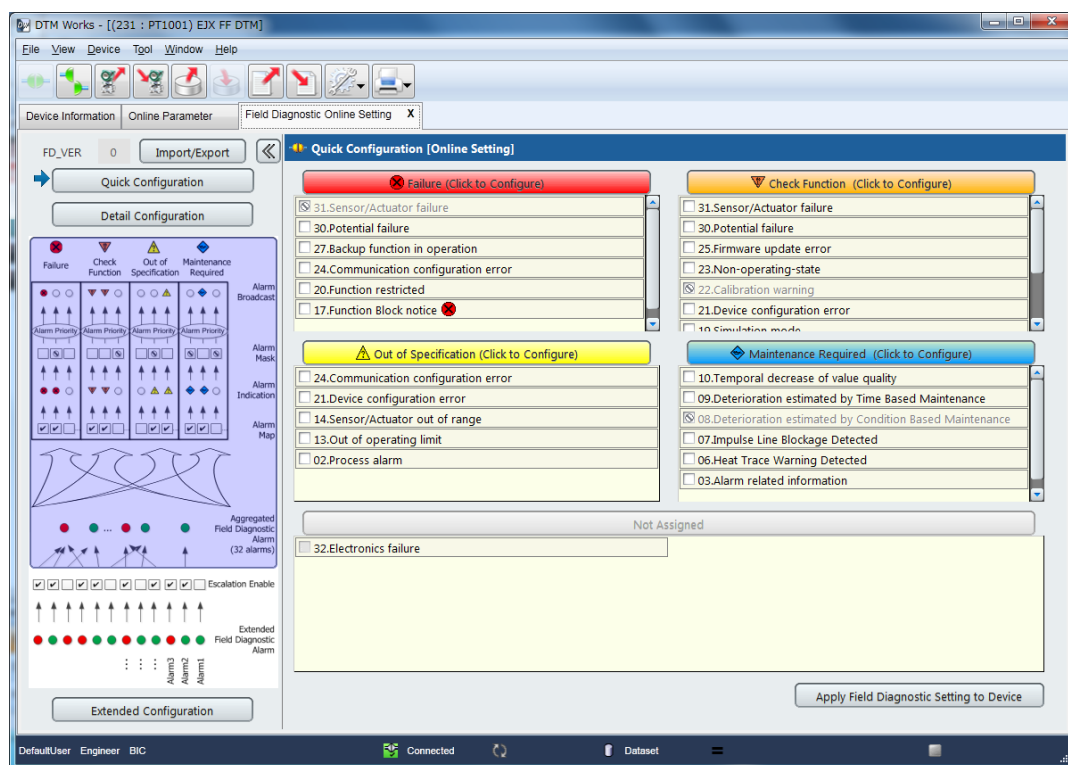 DTM Works - [(231 : PT1001) EJX FF DTM]
File View Device Tool Window Help
Device Information Online Parameter Field Diagnostic Online Setting X
FD_VER 0 Import/Export
Quick Configuration
Detail Configuration
Failure
Check Function
Out of Specification
Maintenance Required
Alarm Broadcast
Alarm Priority Alarm Priority Alarm Priority Alarm Priority
Alarm Mask
Alarm Indication
Alarm Map
Aggregated Field Diagnostic Alarm (32 alarms)
...
Escalation Enable
Extended Field Diagnostic Alarm
Alarm3
Alarm2
Alarm1
Extended Configuration
Quick Configuration [Online Setting]
Failure (Click to Configure)
31.Sensor/Actuator failure
30.Potential failure
27.Backup function in operation
24.Communication configuration error
20.Function restricted
17.Function Block notice
Check Function (Click to Configure)
31.Sensor/Actuator failure
30.Potential failure
25.Firmware update error
23.Non-operating-state
22.Calibration warning
21.Device configuration error
19.Simulation mode
Out of Specification (Click to Configure)
24.Communication configuration error
21.Device configuration error
14.Sensor/Actuator out of range
13.Out of operating limit
02.Process alarm
Maintenance Required (Click to Configure)
10.Temporal decrease of value quality
09.Deterioration estimated by Time Based Maintenance
08.Deterioration estimated by Condition Based Maintenance
07.Impulse Line Blockage Detected
06.Heat Trace Warning Detected
03.Alarm related information
Not Assigned
32.Electronics failure
Apply Field Diagnostic Setting to Device
DefaultUser Engineer BIC Connected Dataset